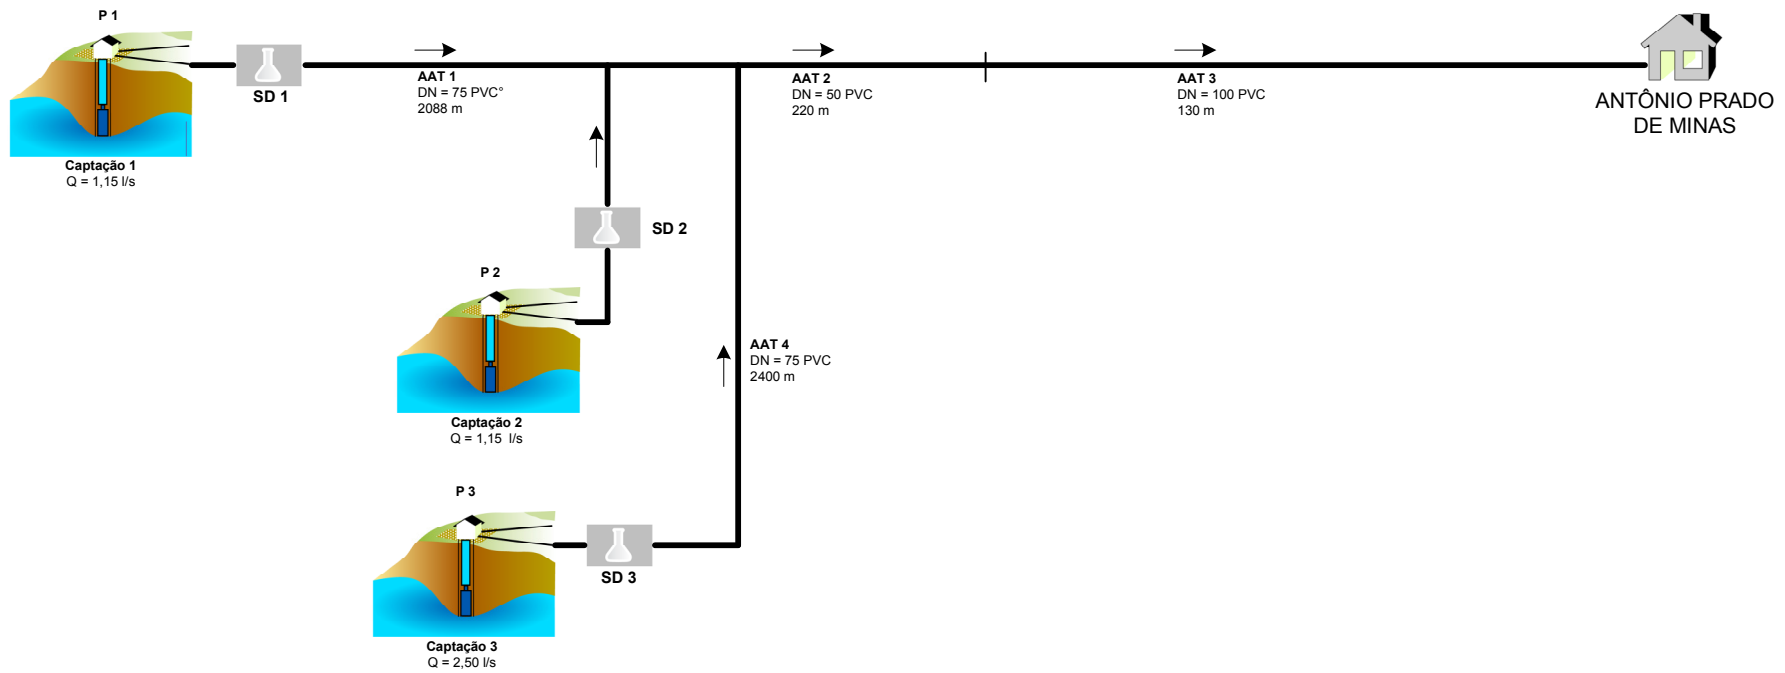 P 1
SD 1
Captação 1
Q = 1,15 l/s
AAT 1
DN = 75 PVC°
2088 m
AAT 2
DN = 50 PVC
220 m
AAT 3
DN = 100 PVC
130 m
ANTÔNIO PRADO
DE MINAS
SD 2
P 2
Captação 2
Q = 1,15 l/s
AAT 4
DN = 75 PVC
2400 m
P 3
SD 3
Captação 3
Q = 2,50 l/s